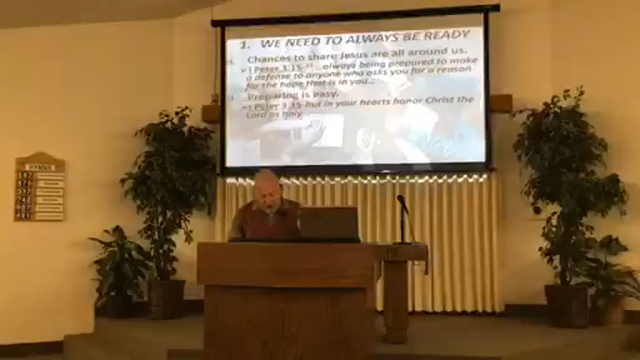 1. WE NEED TO ALWAYS BE READY
Chances to share Jesus are all around us.
1 Peter 3:15- "...always being prepared to make
a defense to anyone who asks you for a reason
for the hope that is in you...
Preparing is easy.
1 Peter 3:15-but in your hearts honor Christ the
Lord as holy
HYMNS